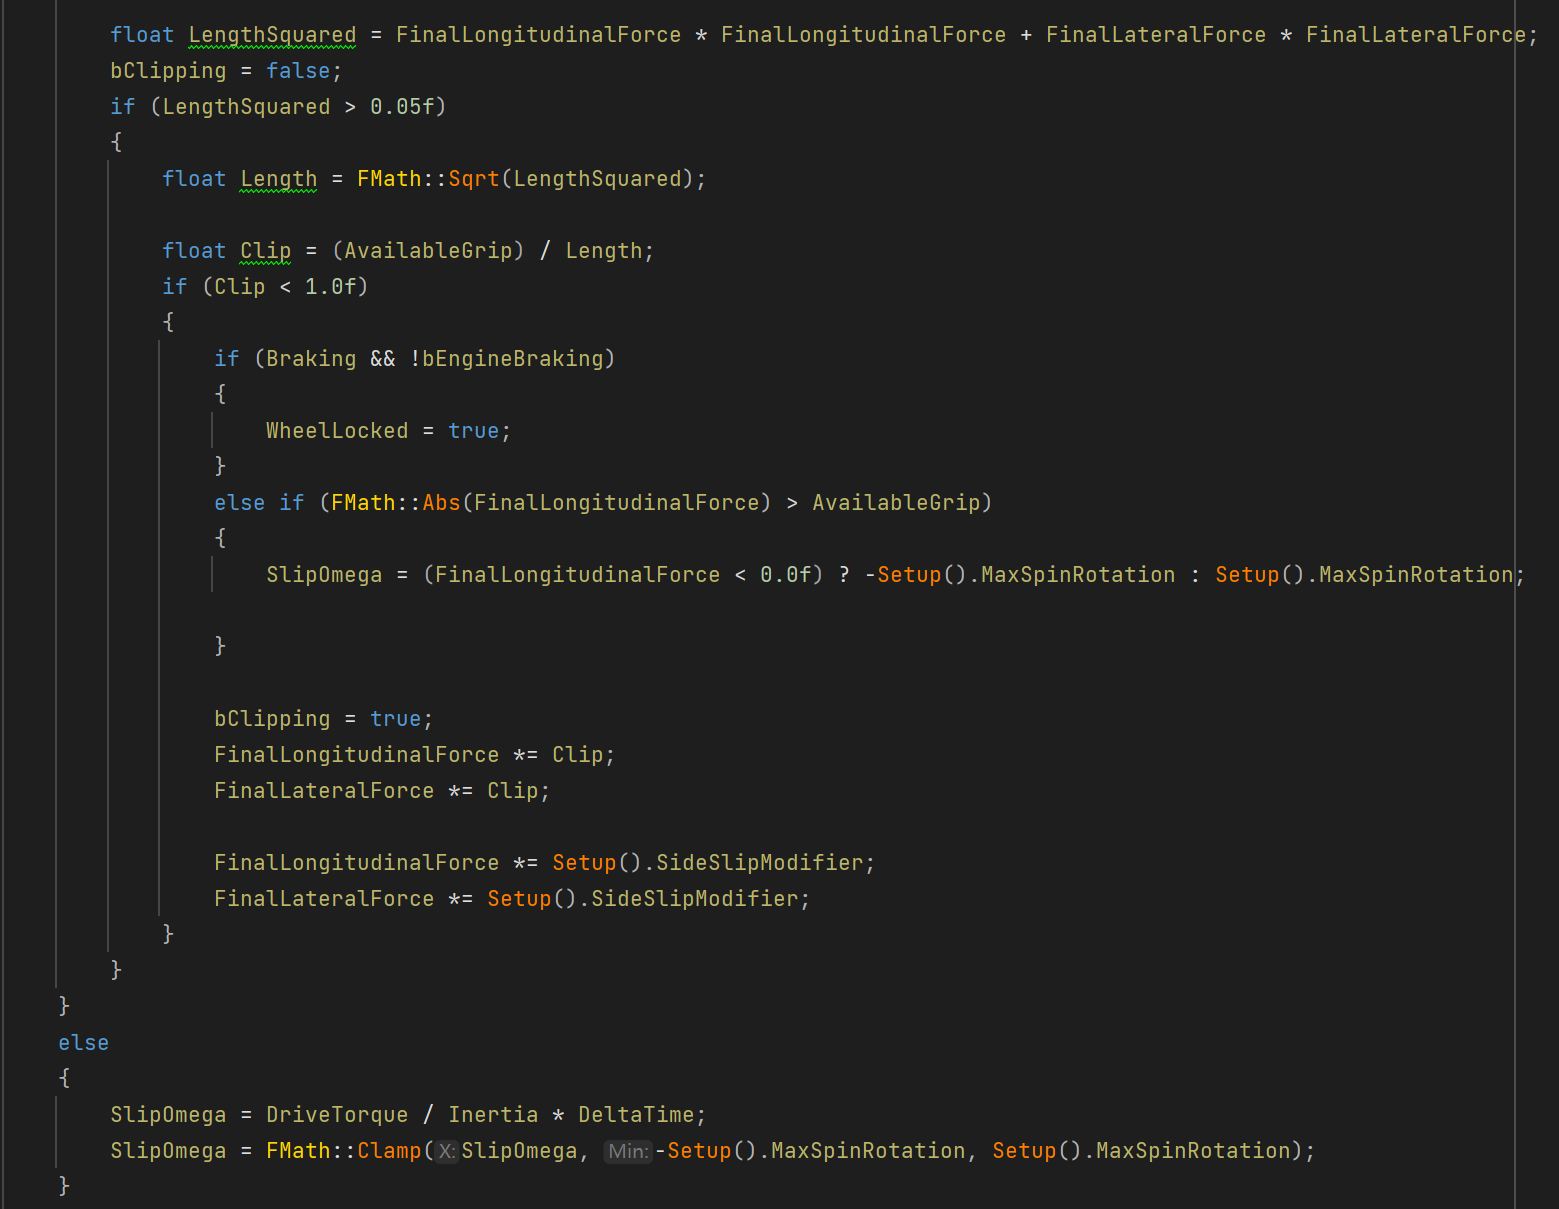 float LengthSquared = FinalLongitudinalForce * FinalLongitudinalForce + FinalLateralForce * FinalLateralForce;
bClipping = false;
if (LengthSquared > 0.05f)
{
float Length = FMath::Sqrt(LengthSquared);
float Clip = (AvailableGrip) / Length;
if (Clip < 1.0f)
{
if (Braking && !bEngineBraking)
{
WheelLocked = true;
}
else if (FMath::Abs(FinalLongitudinalForce) > AvailableGrip)
{
SlipOmega = (FinalLongitudinalForce < 0.0f) ? -Setup().MaxSpinRotation : Setup().MaxSpinRotation;
}
bClipping = true;
FinalLongitudinalForce *= Clip;
FinalLateralForce *= Clip;
FinalLongitudinalForce *= Setup().SideSlipModifier;
FinalLateralForce *= Setup().SideSlipModifier;
}
}
}
else
{
SlipOmega = DriveTorque / Inertia * DeltaTime;
SlipOmega = FMath::Clamp(X:SlipOmega, Min:-Setup().MaxSpinRotation, Setup().MaxSpinRotation);
}